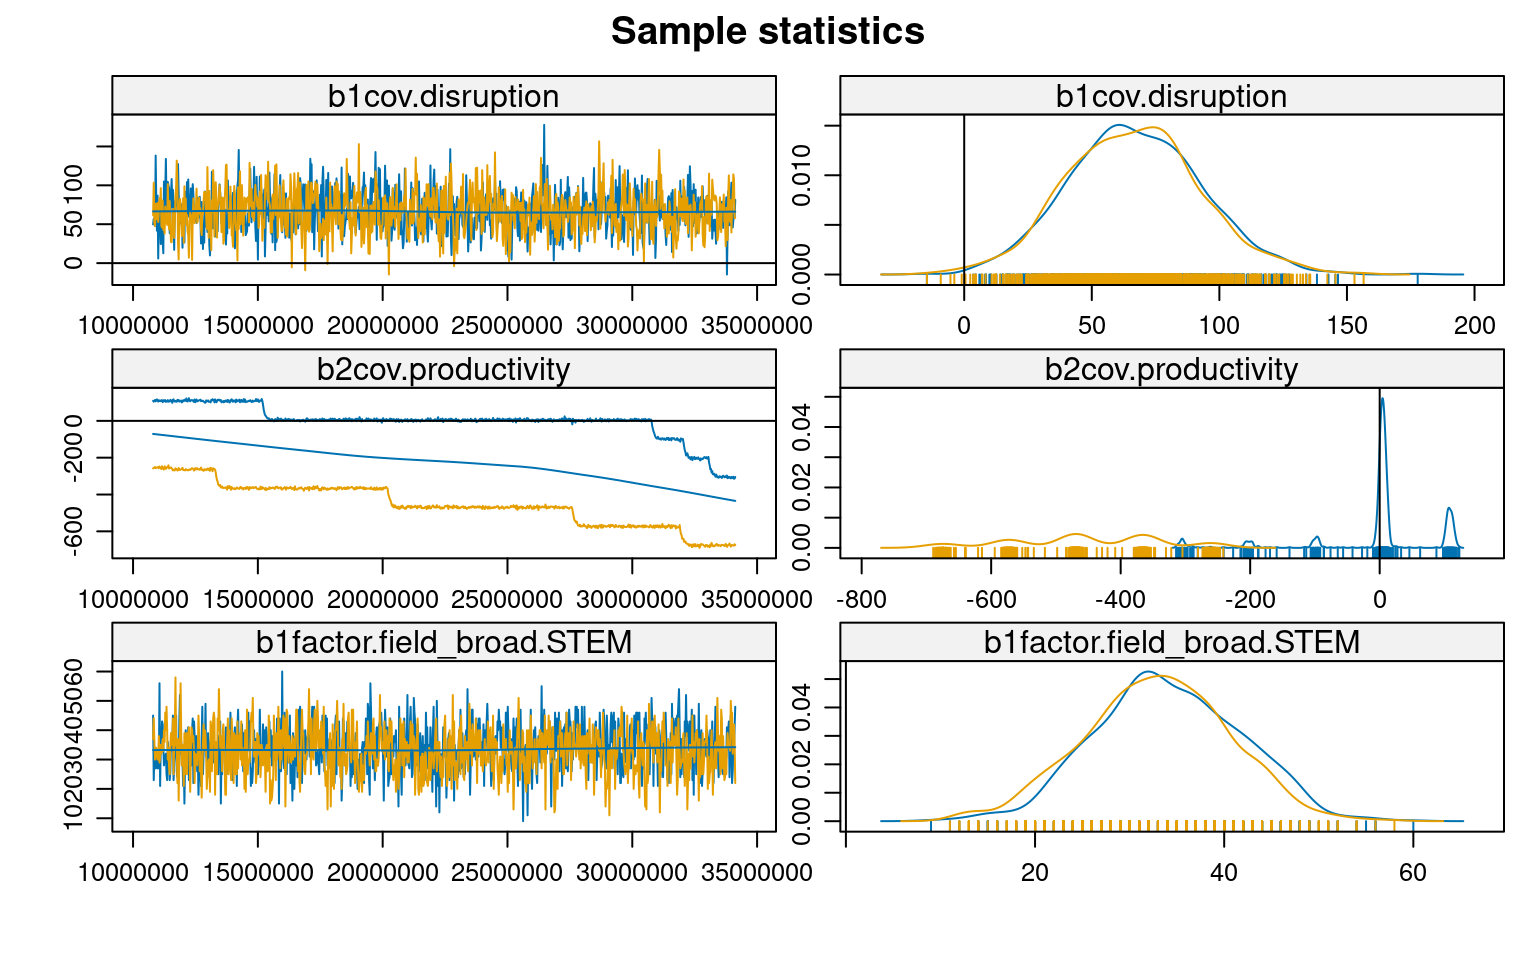 Sample statistics
b1cov.disruption
b1cov.disruption
0 50 100
0.000 0.010
10000000 15000000 20000000 25000000 30000000 35000000
0 50 100 150 200
b2cov.productivity
b2cov.productivity
-600 -200 0
0.00 0.02 0.04
10000000 15000000 20000000 25000000 30000000 35000000
-800 -600 -400 -200 0
b1factor.field_broad.STEM
b1factor.field_broad.STEM
10 20 30 40 50 60
0.00 0.02 0.04
10000000 15000000 20000000 25000000 30000000 35000000
20 40 60